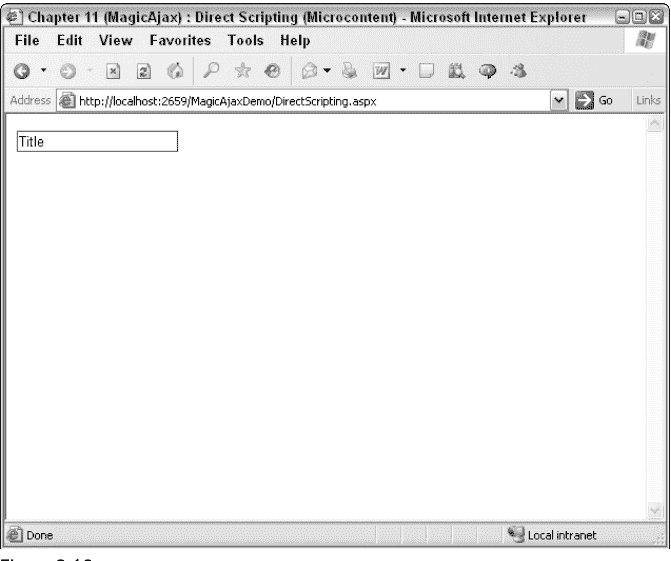 Chapter 11 (MagicAjax) : Direct Scripting (Microcontent) - Microsoft Internet Explorer
File Edit View Favorites Tools Help
Address http://localhost:2659/MagicAjaxDemo/DirectScripting.aspx Go Links
Title
Done Local intranet